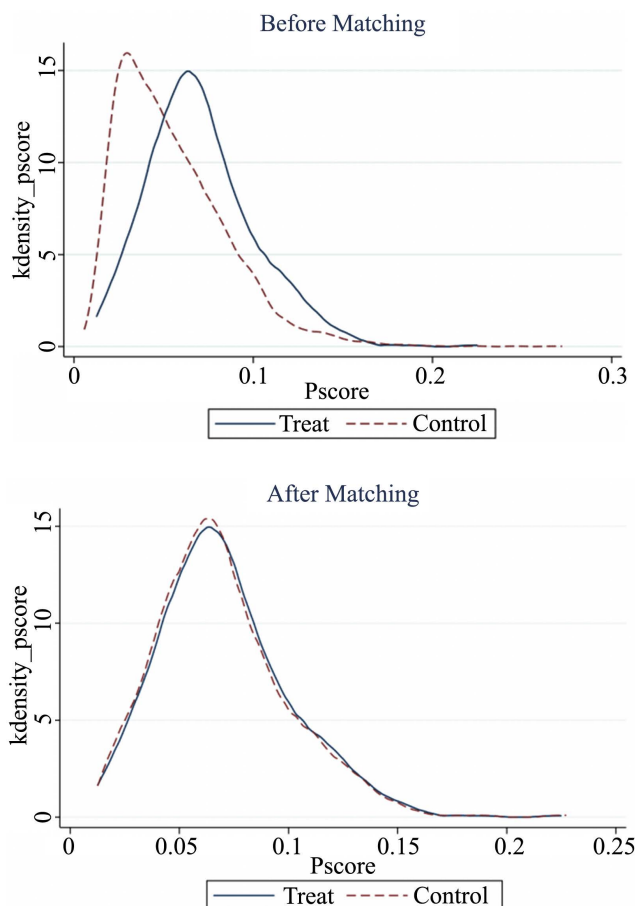 Before Matching
kdensity_pscore
15
10
5
0
0 0.1 0.2 0.3
Pscore
Treat Control
After Matching
kdensity_pscore
15
10
5
0
0 0.05 0.1 0.15 0.2 0.25
Pscore
Treat Control